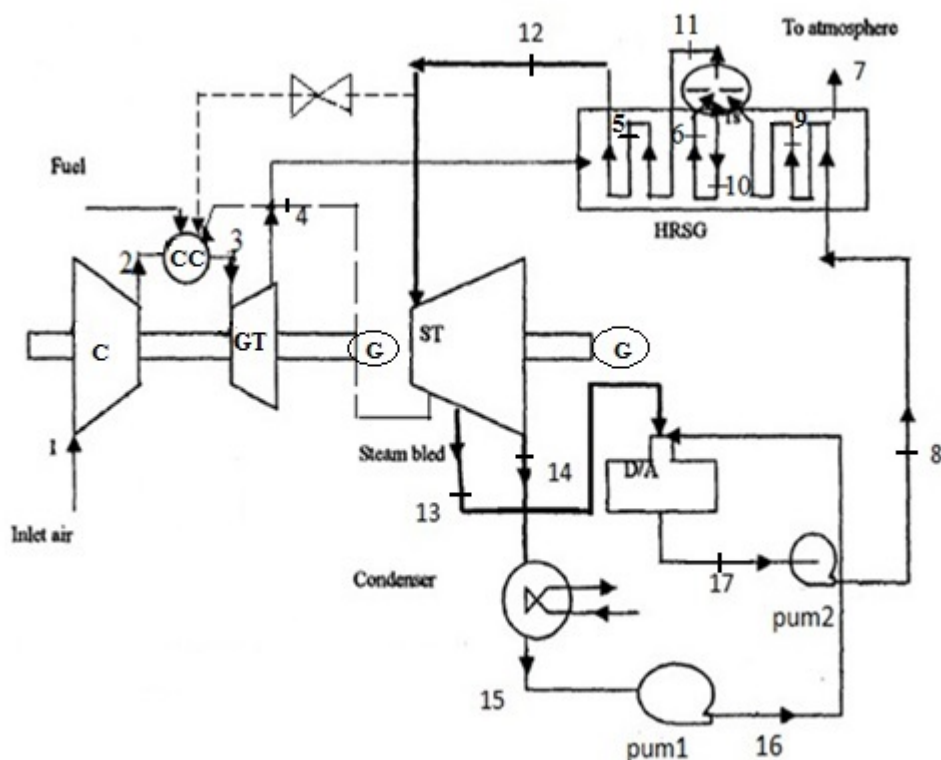 12
11
To atmosphere
7
5
6
9
10
Fuel
4
HRSG
2
CC
3
C
GT
G
ST
G
1
Steam bled
14
D/A
8
Inlet air
13
17
Condenser
pum2
15
pum1
16